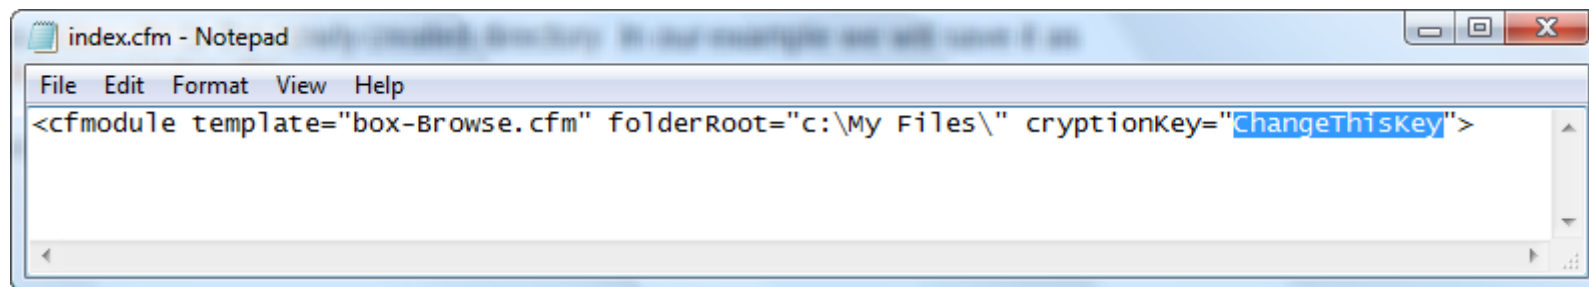 index.cfm - Notepad
File Edit Format View Help
<cfmodule template="box-Browse.cfm" folderRoot="c:\My Files\" cryptionKey="ChangeThisKey">